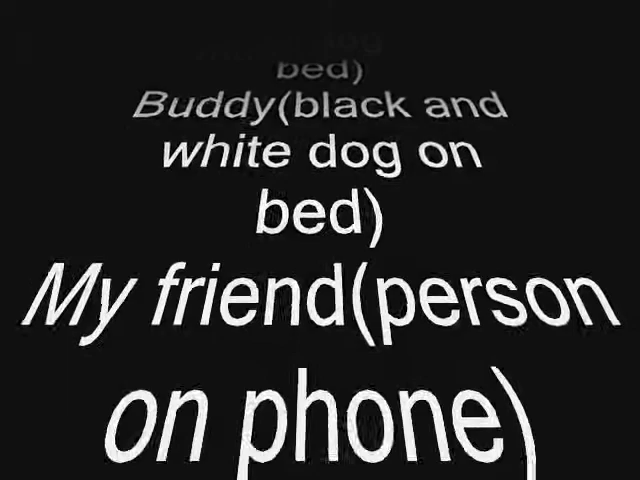 bed)
Buddy(black and
white dog on
bed)
My friend(person
on phone)